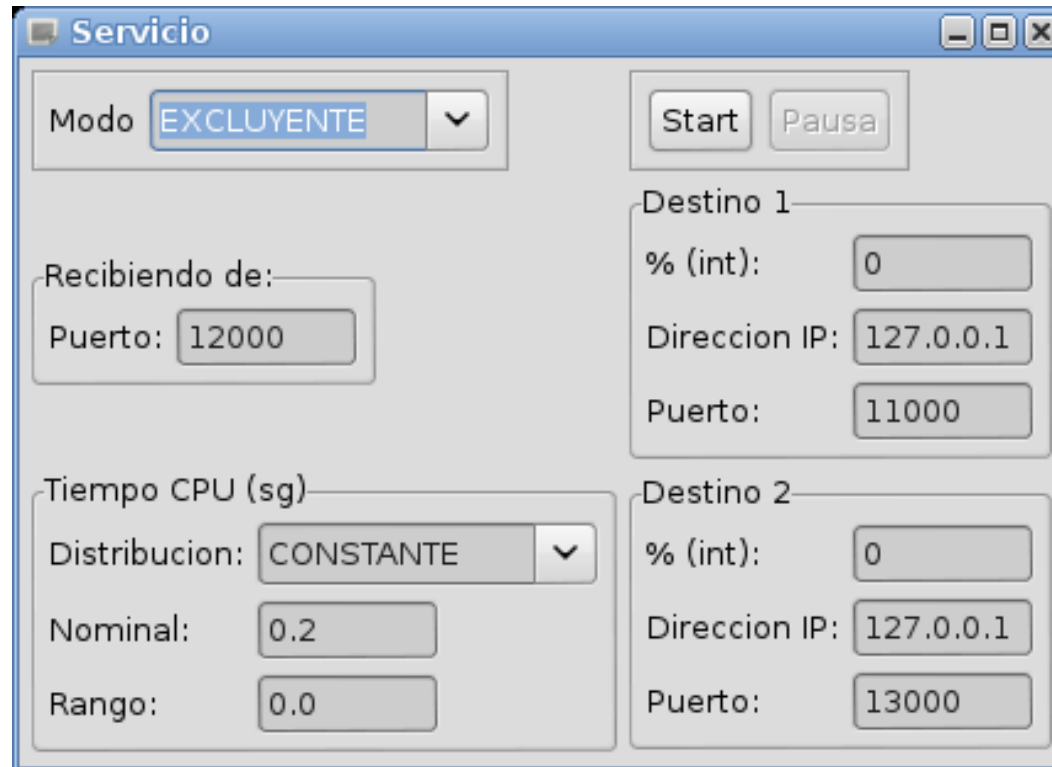 Servicio
Modo EXCLUYENTE
Start Pausa
Recibiendo de:
Puerto: 12000
Destino 1
% (int): 0
Direccion IP: 127.0.0.1
Puerto: 11000
Tiempo CPU (sg)
Distribucion: CONSTANTE
Nominal: 0.2
Rango: 0.0
Destino 2
% (int): 0
Direccion IP: 127.0.0.1
Puerto: 13000